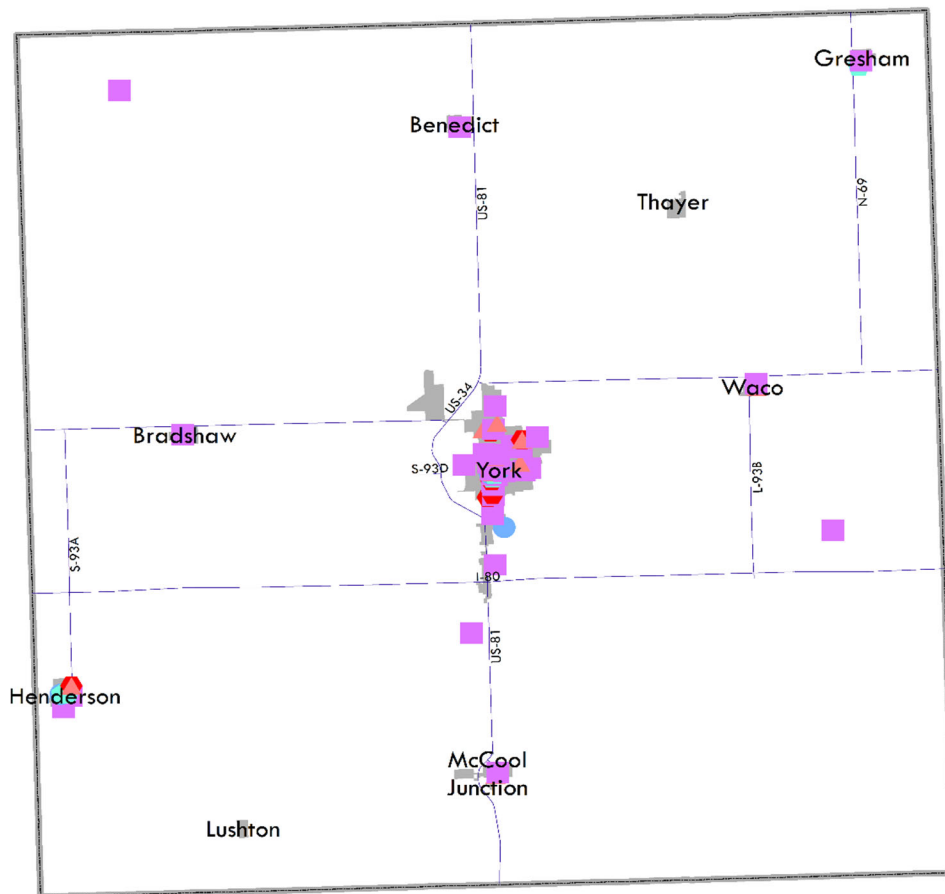 Gresham
Benedict
US-81
N-69
Thayer
Waco
US-34
Bradshaw
S-93D
York
L-93B
S-93A
I-80
US-81
Henderson
McCool
Junction
Lushton